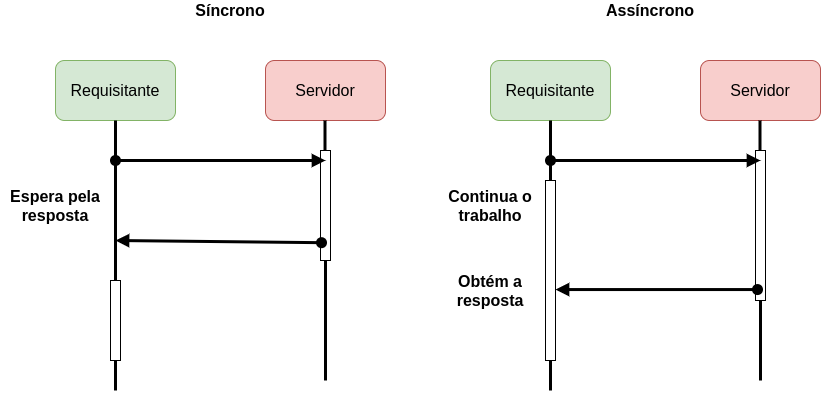 Síncrono
Assíncrono
Requisitante
Servidor
Requisitante
Servidor
Espera pela
resposta
Continua o
trabalho
Obtém a
resposta